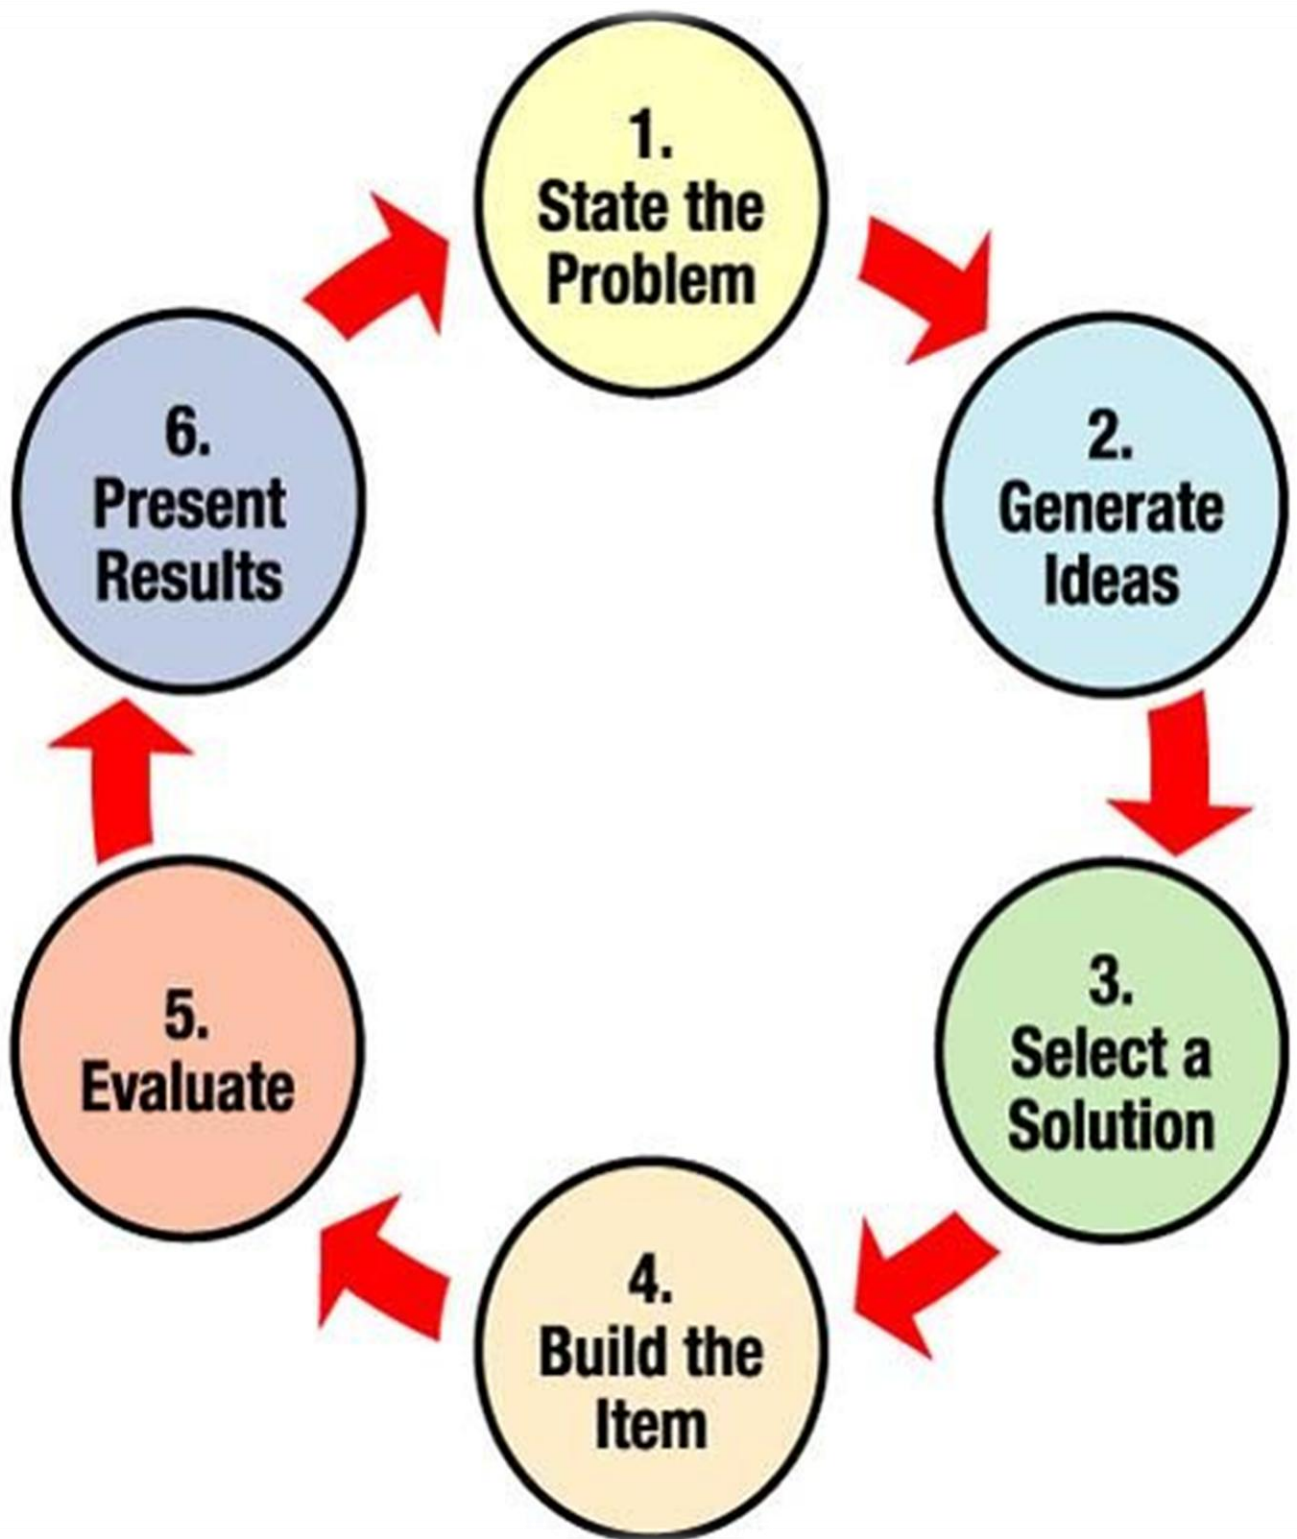 1.
State the
Problem
2.
Generate
Ideas
3.
Select a
Solution
4.
Build the
Item
5.
Evaluate
6.
Present
Results